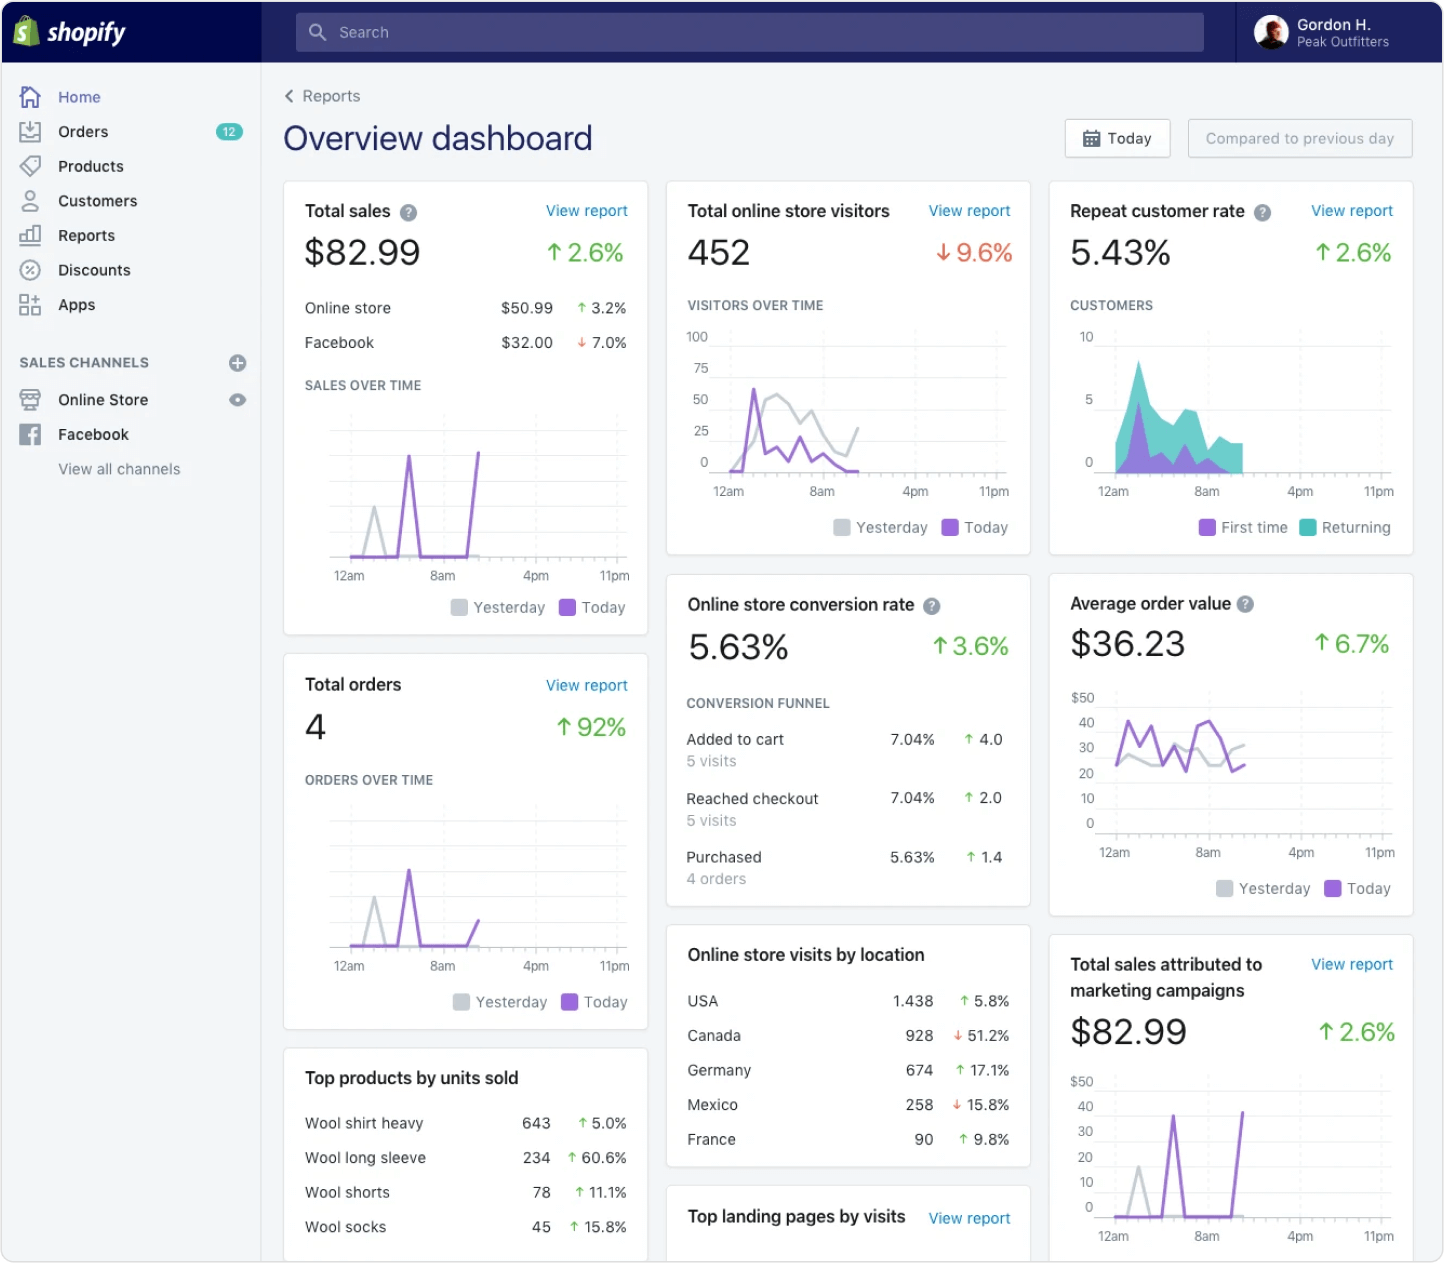 shopify
Search
Gordon H.
Peak Outfitters
Home
Orders 12
Products
Customers
Reports
Discounts
Apps
SALES CHANNELS
Online Store
Facebook
View all channels
Reports
Overview dashboard
Today
Compared to previous day
Total sales ? View report
$82.99 ↑ 2.6%
Online store $50.99 ↑ 3.2%
Facebook $32.00 ↓ 7.0%
SALES OVER TIME
12am 8am 4pm 11pm
Yesterday Today
Total orders View report
4 ↑ 92%
ORDERS OVER TIME
12am 8am 4pm 11pm
Yesterday Today
Top products by units sold
Wool shirt heavy 643 ↑ 5.0%
Wool long sleeve 234 ↑ 60.6%
Wool shorts 78 ↑ 11.1%
Wool socks 45 ↑ 15.8%
Total online store visitors View report
452 ↓ 9.6%
VISITORS OVER TIME
100
75
50
25
0
12am 8am 4pm 11pm
Yesterday Today
Online store conversion rate ?
5.63% ↑ 3.6%
CONVERSION FUNNEL
Added to cart 7.04% ↑ 4.0
5 visits
Reached checkout 7.04% ↑ 2.0
5 visits
Purchased 5.63% ↑ 1.4
4 orders
Online store visits by location
USA 1.438 ↑ 5.8%
Canada 928 ↓ 51.2%
Germany 674 ↑ 17.1%
Mexico 258 ↓ 15.8%
France 90 ↑ 9.8%
Top landing pages by visits View report
Repeat customer rate ? View report
5.43% ↑ 2.6%
CUSTOMERS
10
5
0
12am 8am 4pm 11pm
First time Returning
Average order value ?
$36.23 ↑ 6.7%
$50
40
30
20
10
0
12am 8am 4pm 11pm
Yesterday Today
Total sales attributed to View report
marketing campaigns
$82.99 ↑ 2.6%
$50
40
30
20
10
0
12am 8am 4pm 11pm